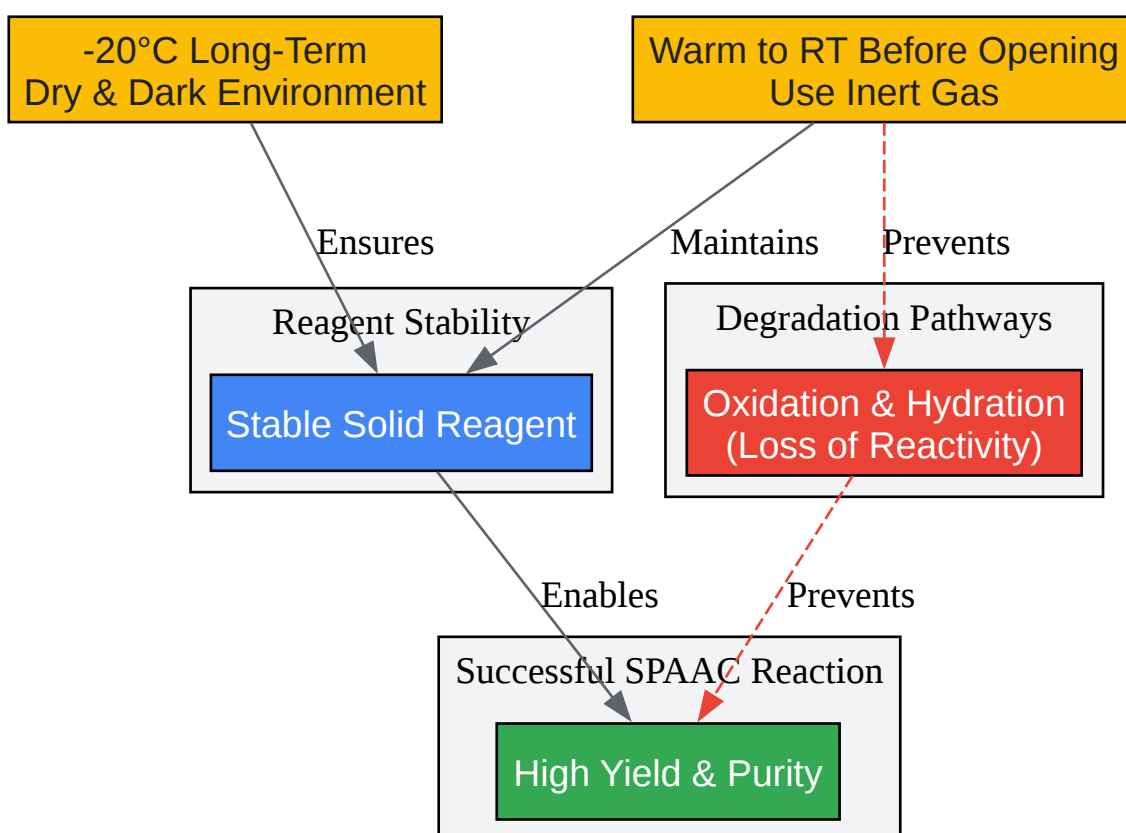 -20°C Long-Term
Dry & Dark Environment
Warm to RT Before Opening
Use Inert Gas
Ensures
Maintains
Prevents
Reagent Stability
Degradation Pathways
Stable Solid Reagent
Oxidation & Hydration
(Loss of Reactivity)
Enables
Prevents
Successful SPAAC Reaction
High Yield & Purity